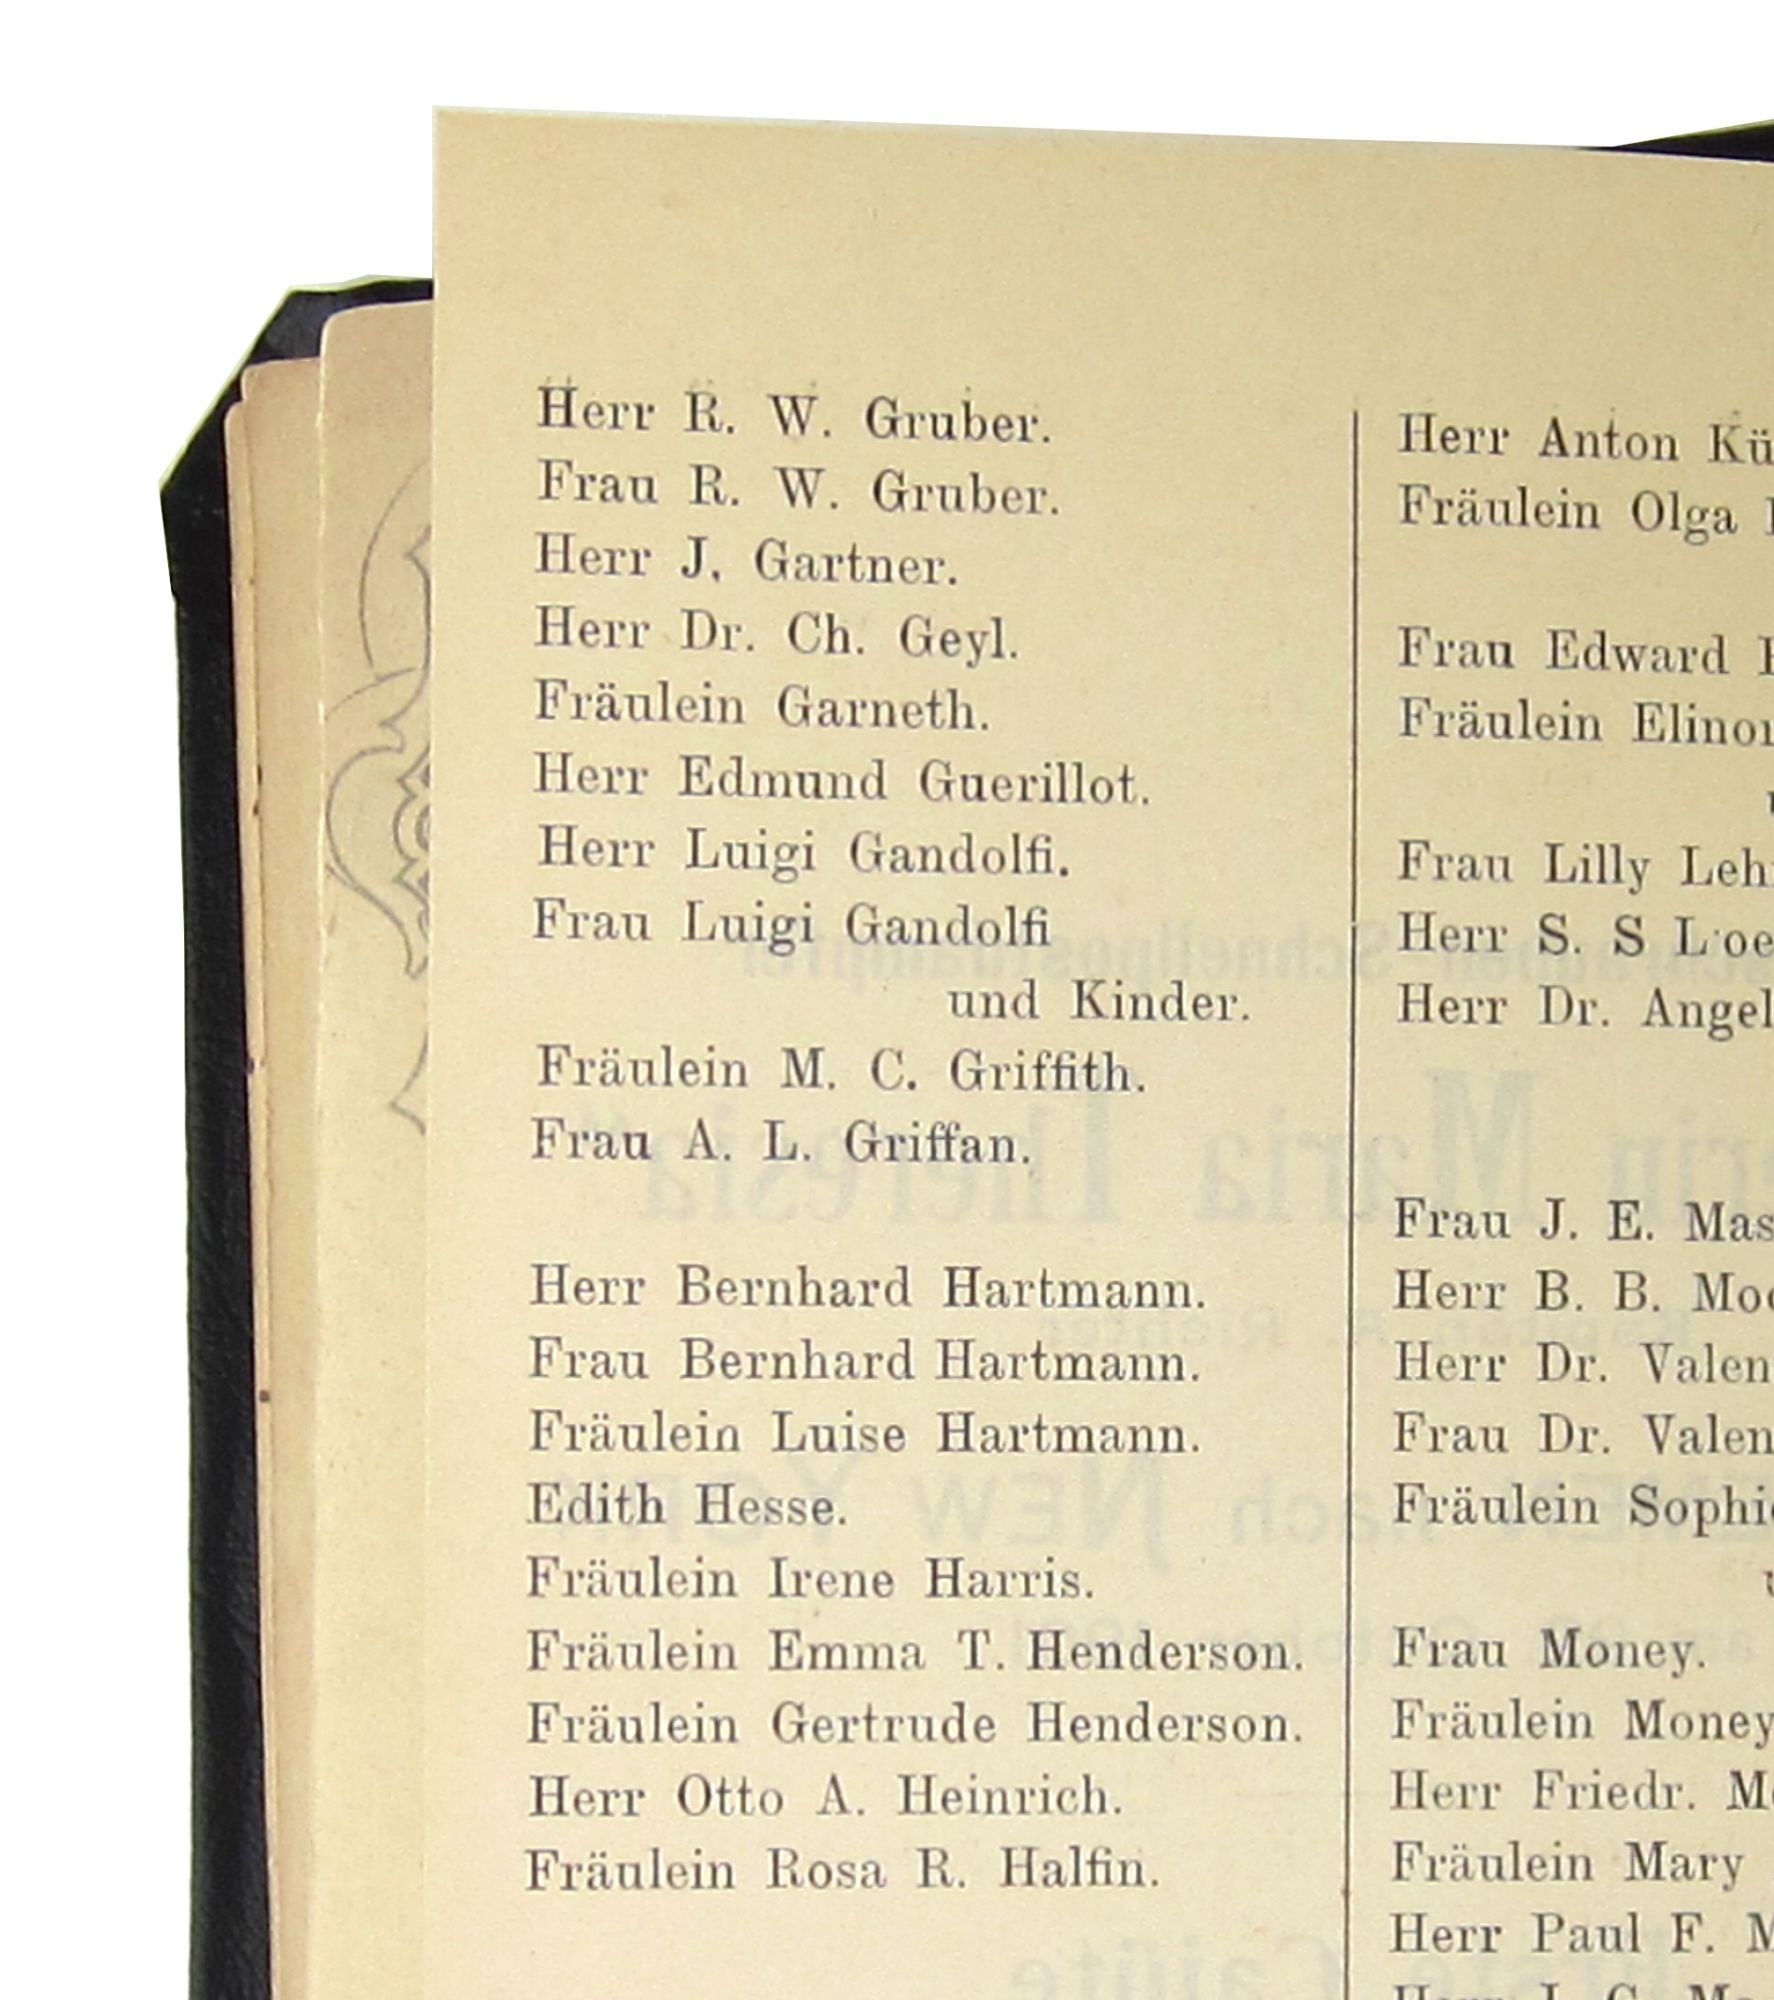 Herr R. W. Gruber.
Frau R. W. Gruber.
Herr J. Gartner.
Herr Dr. Ch. Geyl.
Fräulein Garneth.
Herr Edmund Guerillot.
Herr Luigi Gandolfi.
Frau Luigi Gandolfi
und Kinder.
Fräulein M. C. Griffith.
Frau A. L. Griffan.
Herr Bernhard Hartmann.
Frau Bernhard Hartmann.
Fräulein Luise Hartmann.
Edith Hesse.
Fräulein Irene Harris.
Fräulein Emma T. Henderson.
Fräulein Gertrude Henderson.
Herr Otto A. Heinrich.
Fräulein Rosa R. Halfin.
Herr Anton
Fräulein Olga
Frau Edward
Fräulein Elinor
Frau Lilly
Herr S. S
Herr Dr.
Frau J. E.
Herr B. B.
Herr Dr.
Frau Dr.
Fräulein
Frau Money.
Fräulein Money
Herr Friedr.
Fräulein Mary
Herr Paul F.